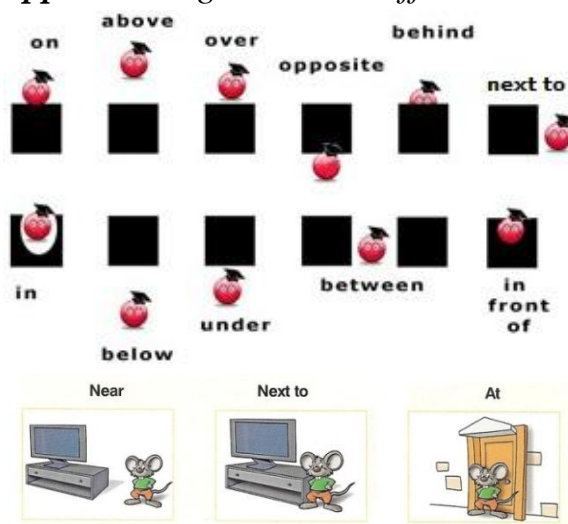 on
above
over
opposite
behind
next to
in
below
under
between
in
front
of
Near
Next to
At